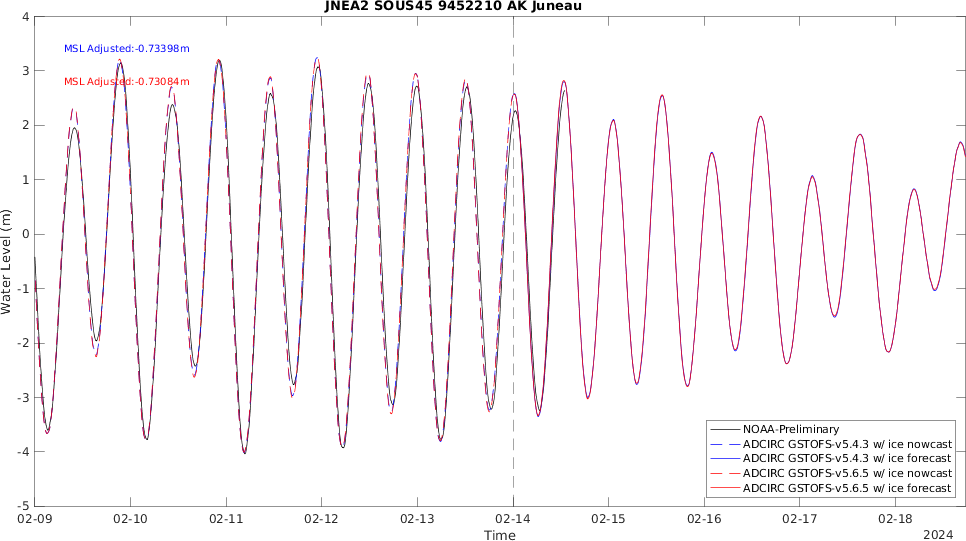 JNEA2 SOUS45 9452210 AK Juneau
MSL Adjusted:-0.73398m
MSL Adjusted:-0.73084m
Water Level (m)
4
3
2
1
0
-1
-2
-3
-4
-5
NOAA-Preliminary
ADCIRC GSTOFS-v5.4.3 w/ ice nowcast
ADCIRC GSTOFS-v5.4.3 w/ ice forecast
ADCIRC GSTOFS-v5.6.5 w/ ice nowcast
ADCIRC GSTOFS-v5.6.5 w/ ice forecast
02-09 02-10 02-11 02-12 02-13 02-14 02-15 02-16 02-17 02-18
Time
2024